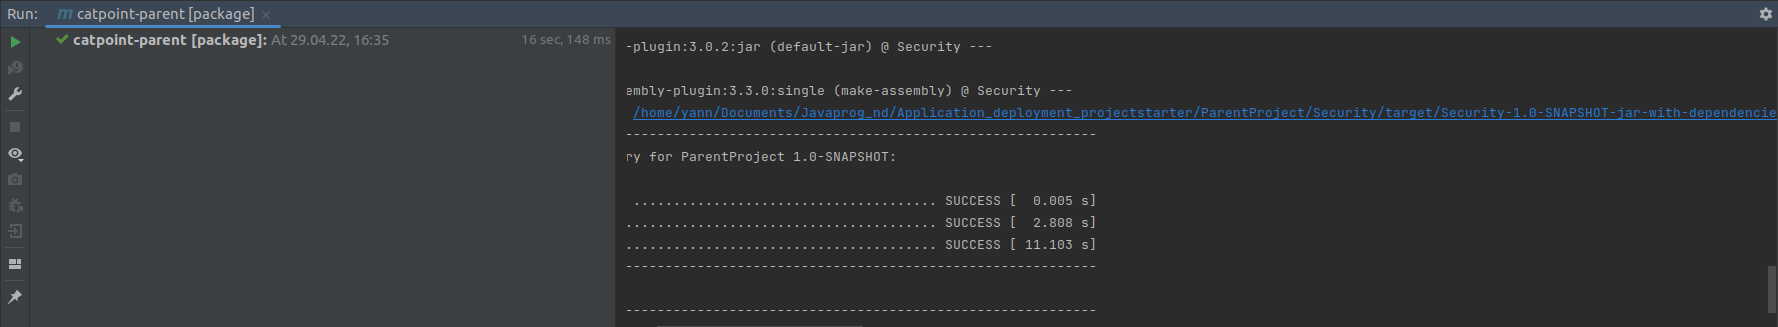 Run: m catpoint-parent [package] ×
catpoint-parent [package]: At 29.04.22, 16:35 16 sec, 148 ms
-plugin:3.0.2:jar (default-jar) @ Security ---
embly-plugin:3.3.0:single (make-assembly) @ Security ---
/home/yann/Documents/Javaprog_nd/Application_deployment_projectstarter/ParentProject/Security/target/Security-1.0-SNAPSHOT-jar-with-dependencie
-----------------------------------------------------------
ry for ParentProject 1.0-SNAPSHOT:
...................................... SUCCESS [  0.005 s]
....................................... SUCCESS [  2.808 s]
....................................... SUCCESS [ 11.103 s]
-----------------------------------------------------------
-----------------------------------------------------------